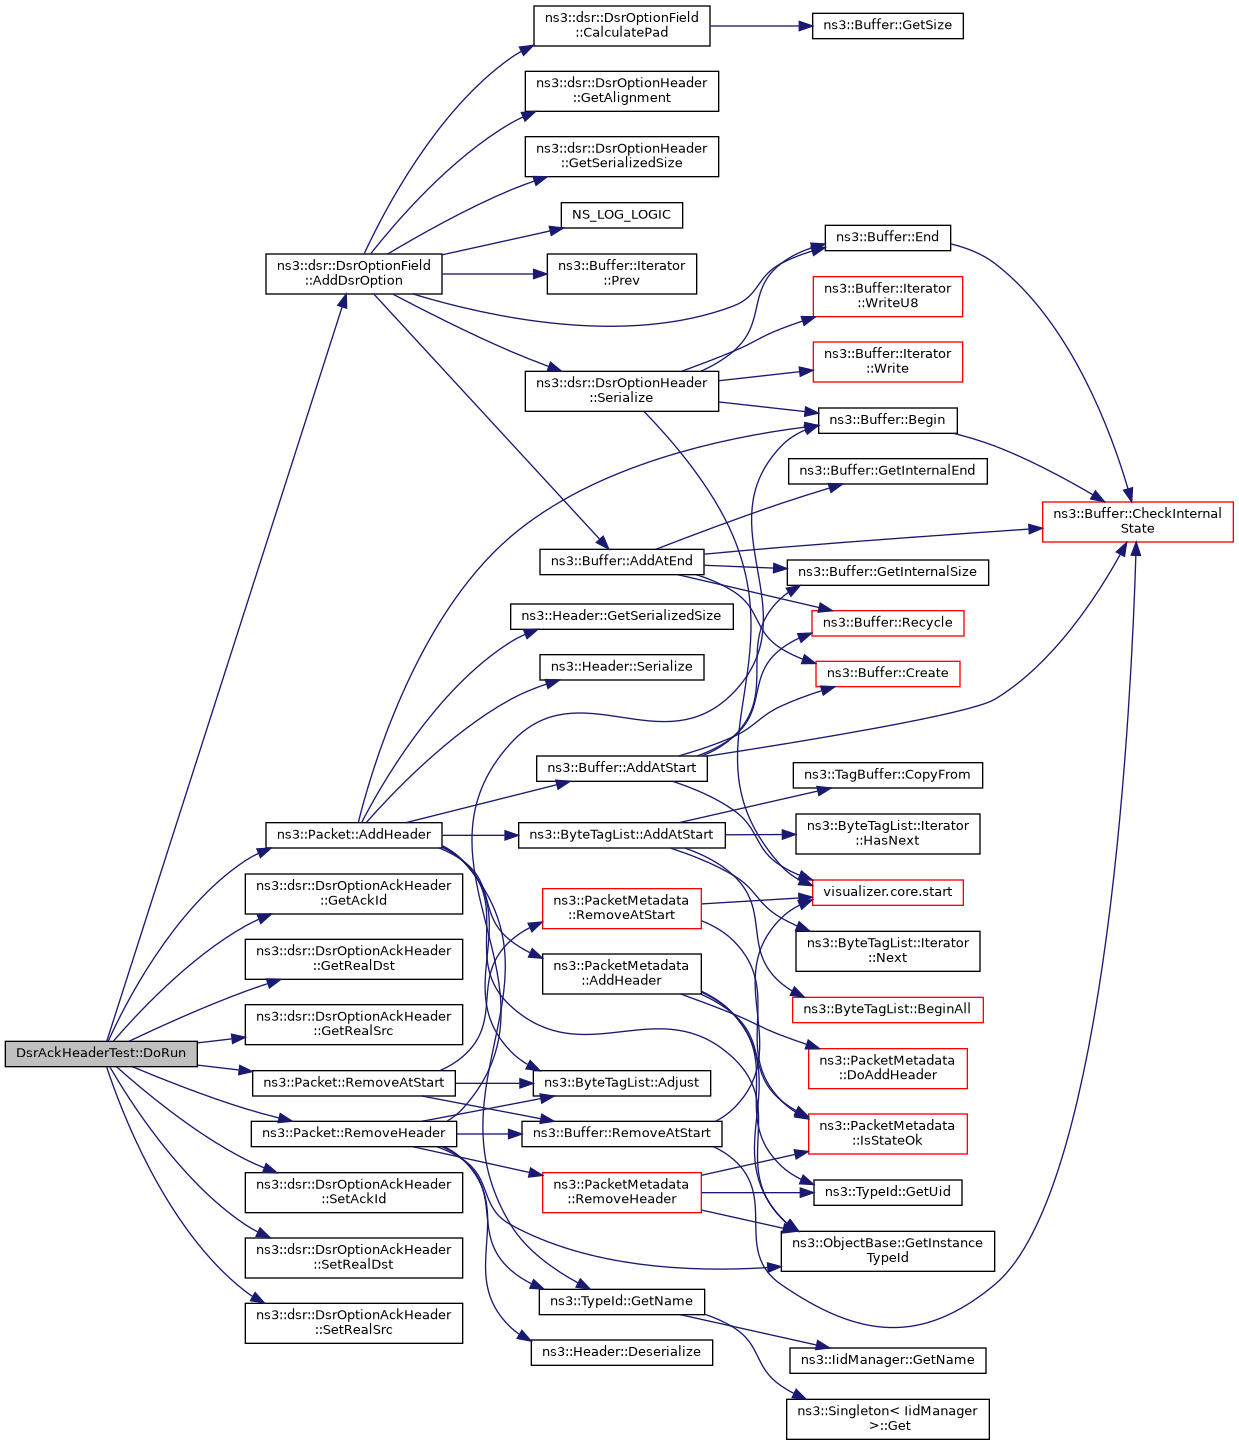 ns3::dsr::DsrOptionField
::CalculatePad
ns3::Buffer::GetSize
ns3::dsr::DsrOptionHeader
::GetAlignment
ns3::dsr::DsrOptionHeader
::GetSerializedSize
NS_LOG_LOGIC
ns3::Buffer::End
ns3::dsr::DsrOptionField
::AddDsrOption
ns3::Buffer::Iterator
::Prev
ns3::Buffer::Iterator
::WriteU8
ns3::Buffer::Iterator
::Write
ns3::dsr::DsrOptionHeader
::Serialize
ns3::Buffer::Begin
ns3::Buffer::GetInternalEnd
ns3::Buffer::CheckInternal
State
ns3::Buffer::AddAtEnd
ns3::Buffer::GetInternalSize
ns3::Header::GetSerializedSize
ns3::Buffer::Recycle
ns3::Header::Serialize
ns3::Buffer::Create
ns3::Buffer::AddAtStart
ns3::TagBuffer::CopyFrom
ns3::Packet::AddHeader
ns3::ByteTagList::AddAtStart
ns3::ByteTagList::Iterator
::HasNext
ns3::dsr::DsrOptionAckHeader
::GetAckId
ns3::PacketMetadata
::RemoveAtStart
visualizer.core.start
ns3::dsr::DsrOptionAckHeader
::GetRealDst
ns3::PacketMetadata
::AddHeader
ns3::ByteTagList::Iterator
::Next
ns3::ByteTagList::BeginAll
ns3::dsr::DsrOptionAckHeader
::GetRealSrc
DsrAckHeaderTest::DoRun
ns3::Packet::RemoveAtStart
ns3::ByteTagList::Adjust
ns3::PacketMetadata
::DoAddHeader
ns3::Packet::RemoveHeader
ns3::Buffer::RemoveAtStart
ns3::PacketMetadata
::IsStateOk
ns3::dsr::DsrOptionAckHeader
::SetAckId
ns3::PacketMetadata
::RemoveHeader
ns3::TypeId::GetUid
ns3::dsr::DsrOptionAckHeader
::SetRealDst
ns3::ObjectBase::GetInstance
TypeId
ns3::dsr::DsrOptionAckHeader
::SetRealSrc
ns3::TypeId::GetName
ns3::Header::Deserialize
ns3::IidManager::GetName
ns3::Singleton< IidManager
>::Get